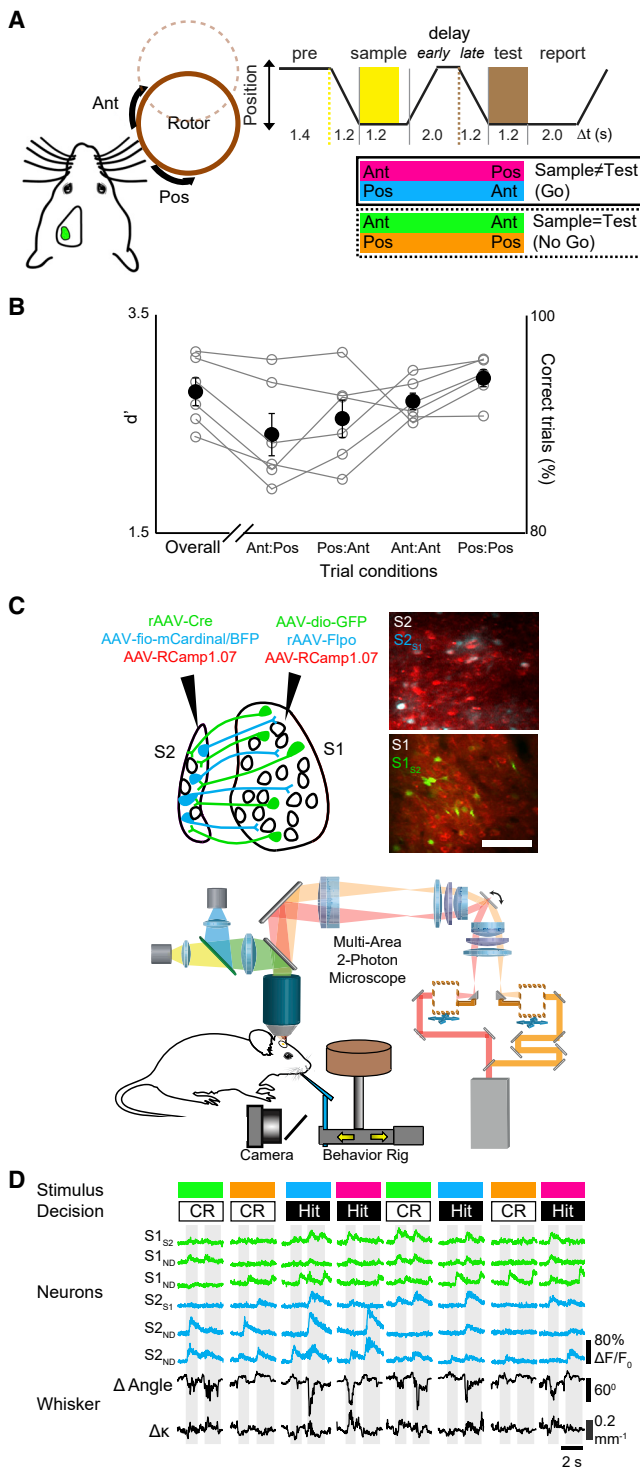 A
delay
pre sample early late test report
Position
Ant
Rotor
Pos
1.4 1.2 1.2 2.0 1.2 1.2 2.0 Δt (s)
Ant Pos Sample≠Test
Pos Ant (Go)
Ant Ant Sample=Test
Pos Pos (No Go)
B
3.5
100
d'
Correct trials (%)
1.5
80
Overall Ant:Pos Pos:Ant Ant:Ant Pos:Pos
Trial conditions
C
rAAV-Cre
AAV-fio-mCardinal/BFP
AAV-RCamp1.07
AAV-dio-GFP
rAAV-Flpo
AAV-RCamp1.07
S2
S1
S2
S2S1
S1
S1S2
Multi-Area
2-Photon
Microscope
Camera
Behavior Rig
D
Stimulus
Decision CR CR Hit Hit CR Hit CR Hit
Neurons
S1S2
S1ND
S1ND
S2S1
S2ND
S2ND
80%
ΔF/F0
Whisker
Δ Angle
60⁰
Δκ
0.2
mm⁻¹
2 s